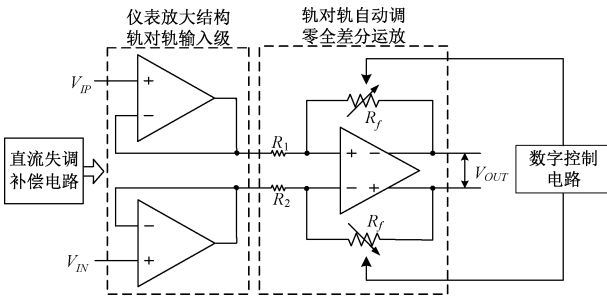 仪表放大结构
轨对轨输入级
轨对轨自动调
零全差分运放
V_IP
+
−
R_f
R_1
+ −
− +
V_OUT
直流失调
补偿电路
数字控制
电路
R_2
−
+
V_IN
R_f